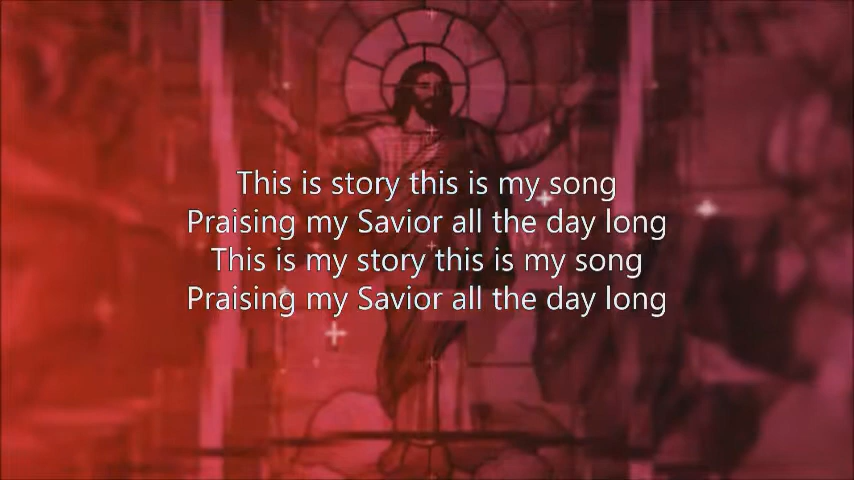 This is story this is my song
Praising my Savior all the day long
This is my story this is my song
Praising my Savior all the day long